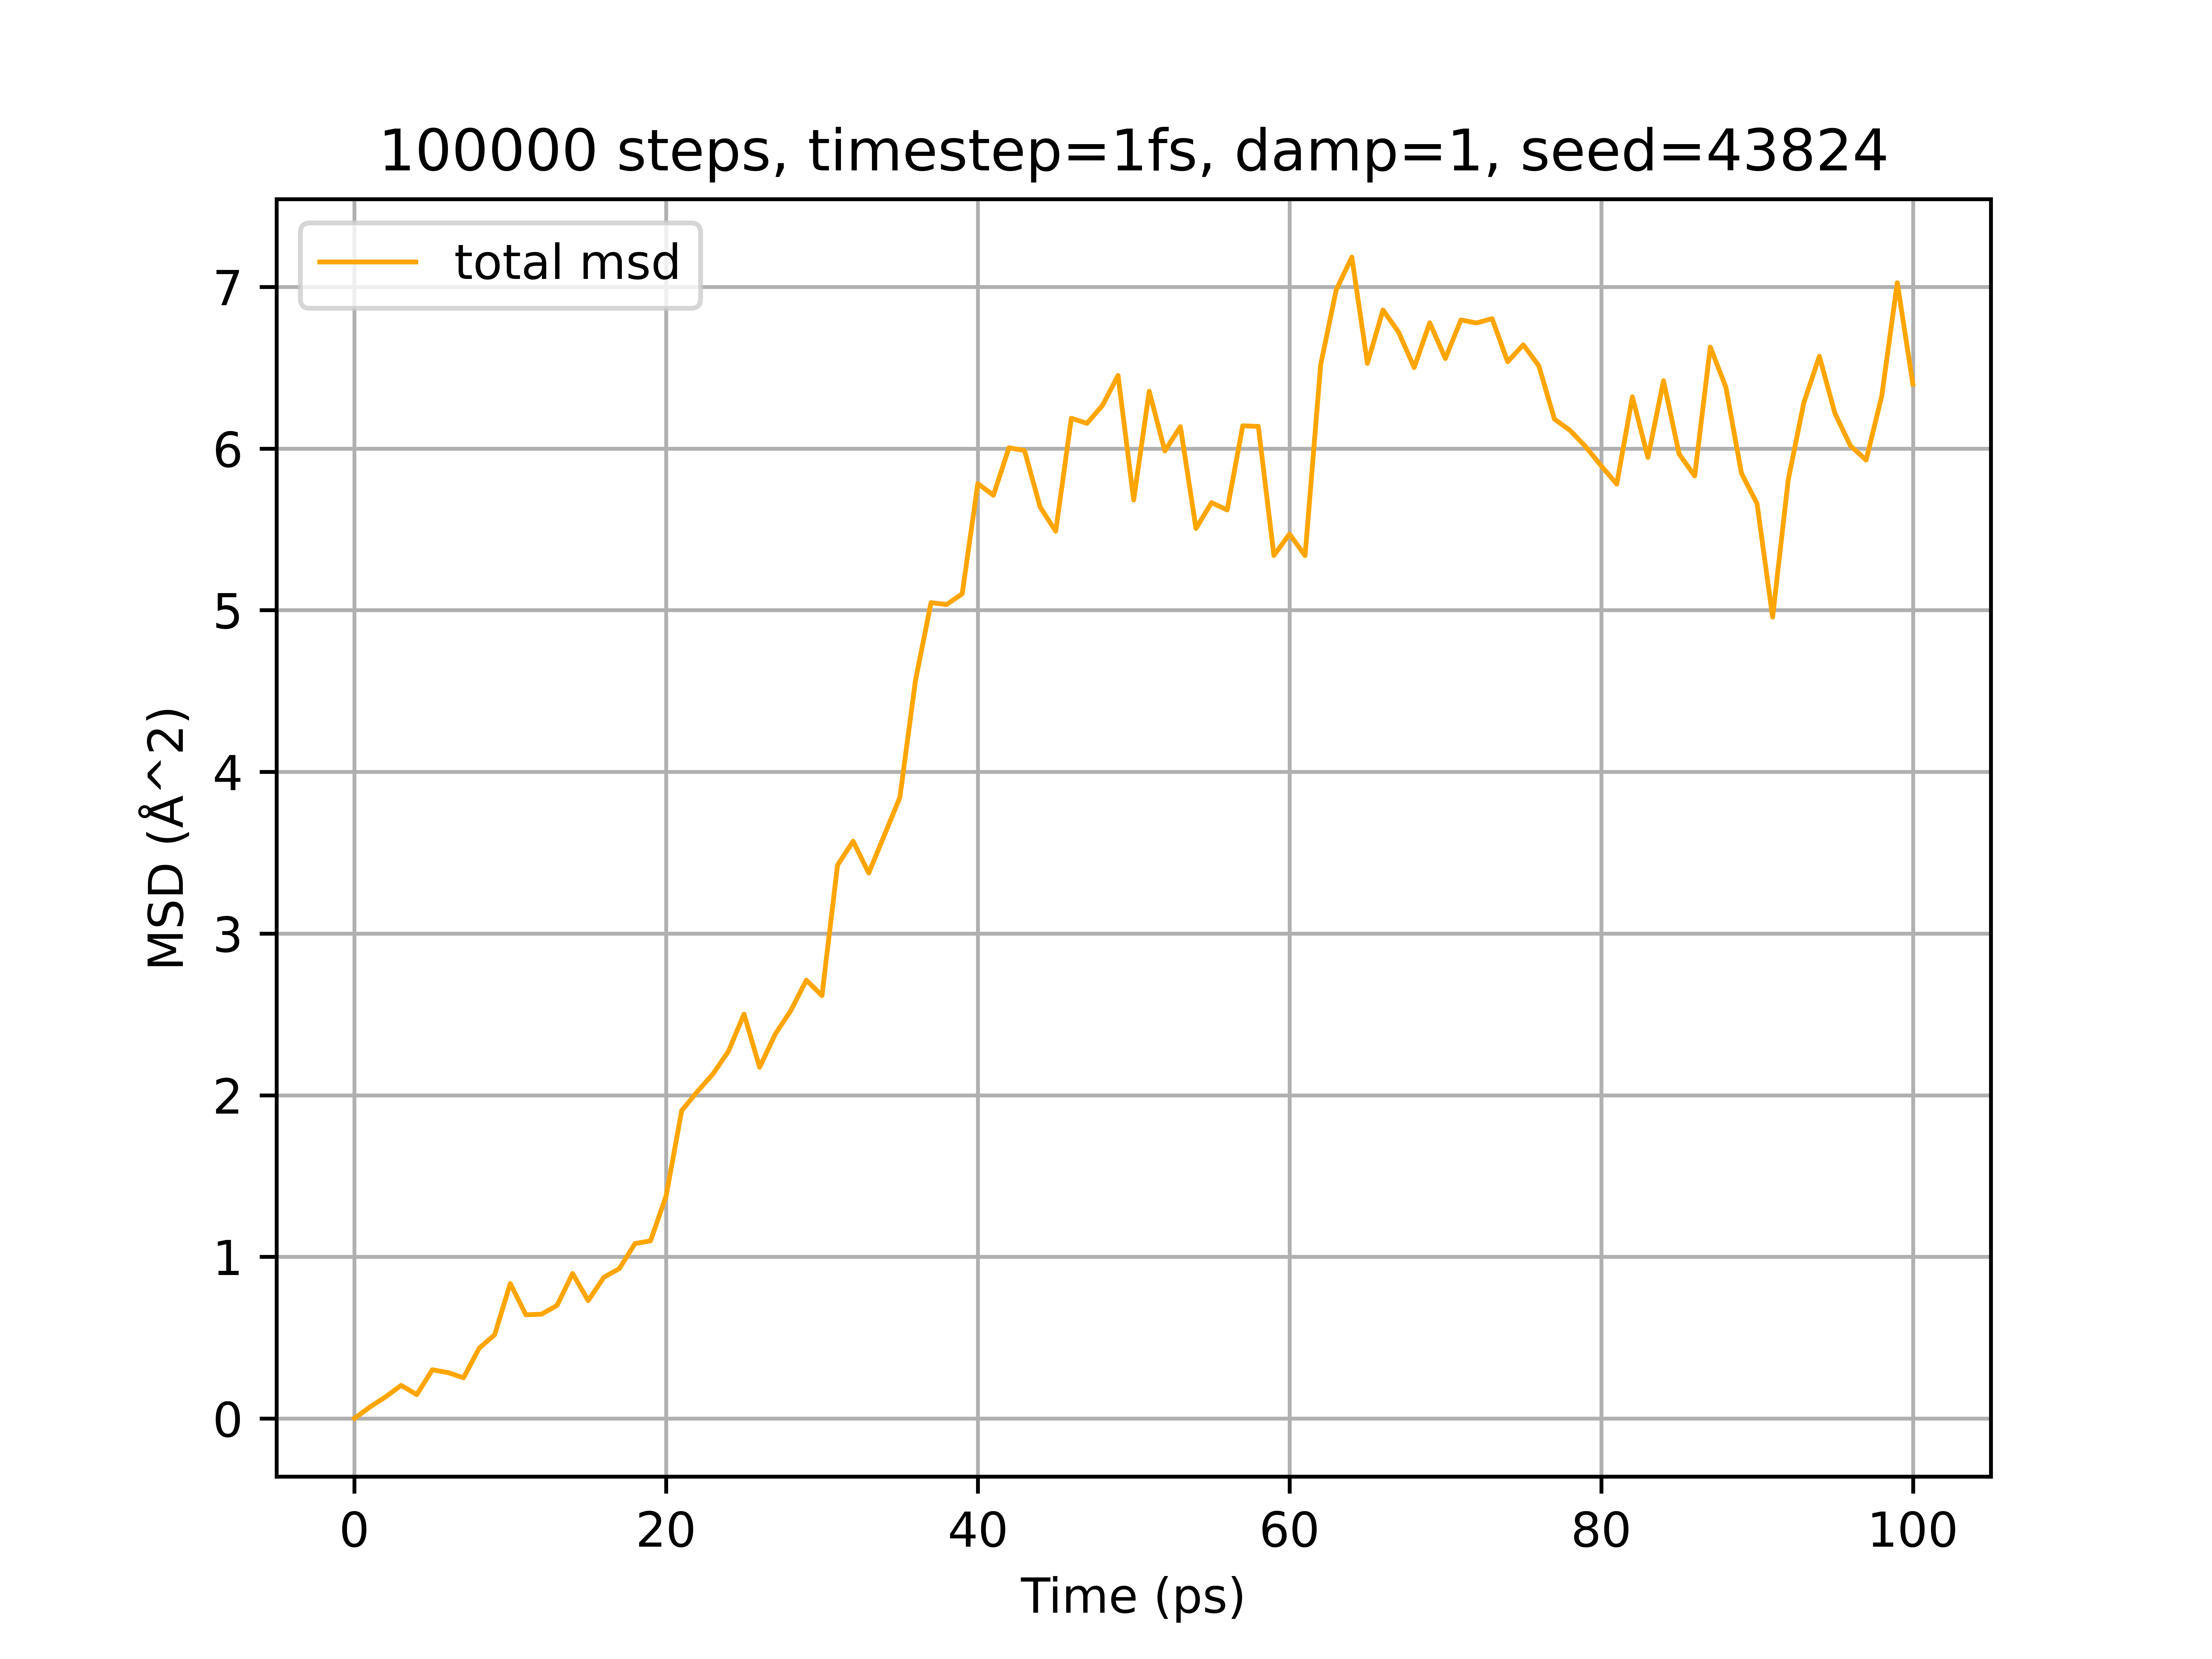 100000 steps, timestep=1fs, damp=1, seed=43824
total msd
7
6
5
4
3
2
1
0
MSD (Å^2)
0 20 40 60 80 100
Time (ps)